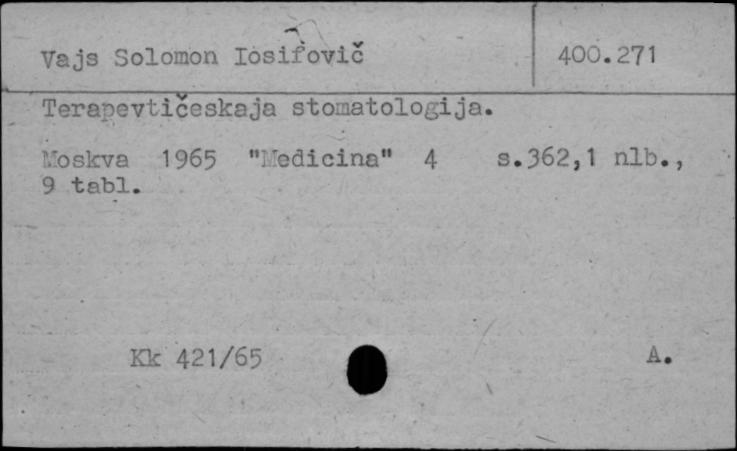 Vajs Solomon Iosifovič 400.271
Terapevtičeskaja stomatologija.
Moskva 1965 "Medicina" 4 s.362,1 nlb.,
9 tabl.
Kk 421/65 A.